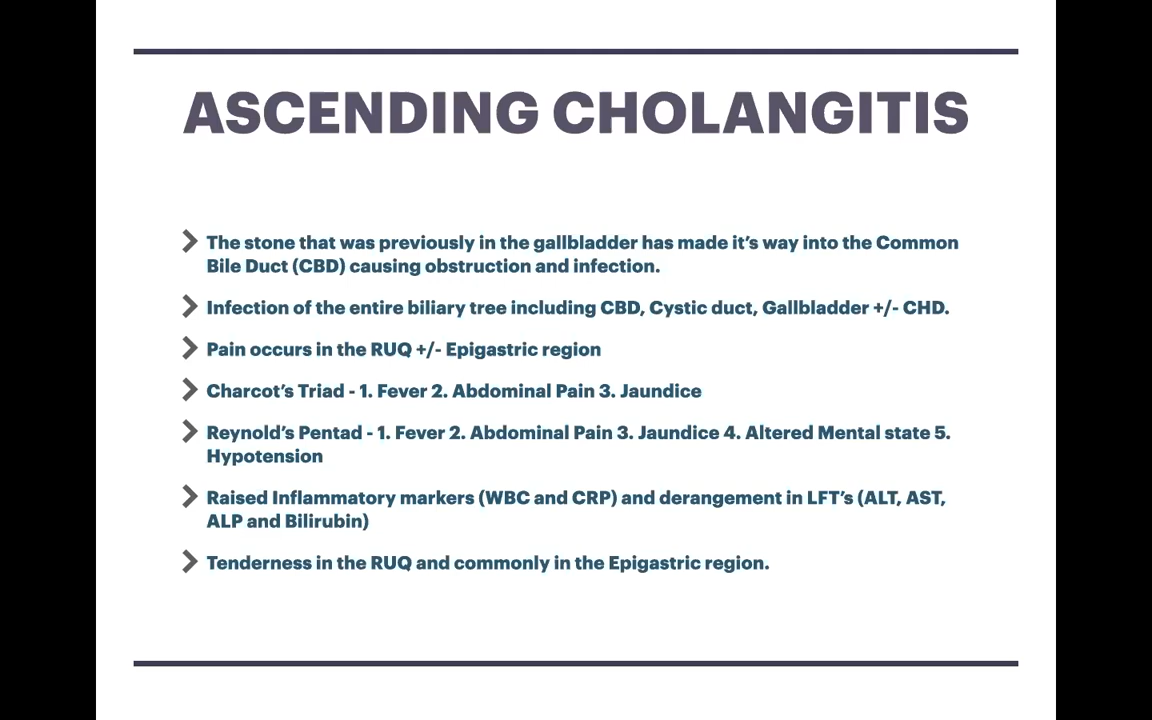 ASCENDING CHOLANGITIS
The stone that was previously in the gallbladder has made it's way into the Common
Bile Duct (CBD) causing obstruction and infection.
Infection of the entire biliary tree including CBD, Cystic duct, Gallbladder +/- CHD.
Pain occurs in the RUQ +/- Epigastric region
Charcot's Triad - 1. Fever 2. Abdominal Pain 3. Jaundice
Reynold's Pentad - 1. Fever 2. Abdominal Pain 3. Jaundice 4. Altered Mental state 5.
Hypotension
Raised Inflammatory markers (WBC and CRP) and derangement in LFT's (ALT, AST,
ALP and Bilirubin)
Tenderness in the RUQ and commonly in the Epigastric region.